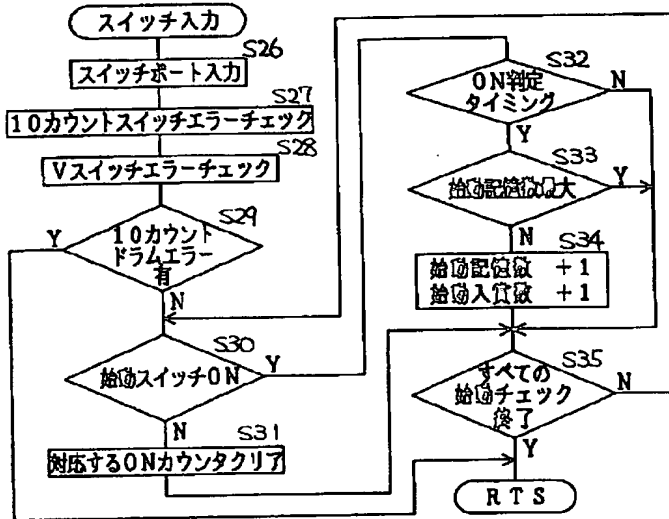 スイッチ入力
S26
スイッチポート入力
S27
10カウントスイッチエラーチェック
S28
Vスイッチエラーチェック
S29
10カウント
ドラムエラー
有
Y
N
S30
始動スイッチON
Y
N
S31
対応するONカウンタクリア
S32
ON判定
タイミング
N
Y
S33
始動記憶数最大
Y
N
S34
始動記憶数 +1
始動入賞数 +1
S35
すべての
始動チェック
終了
N
Y
RTS